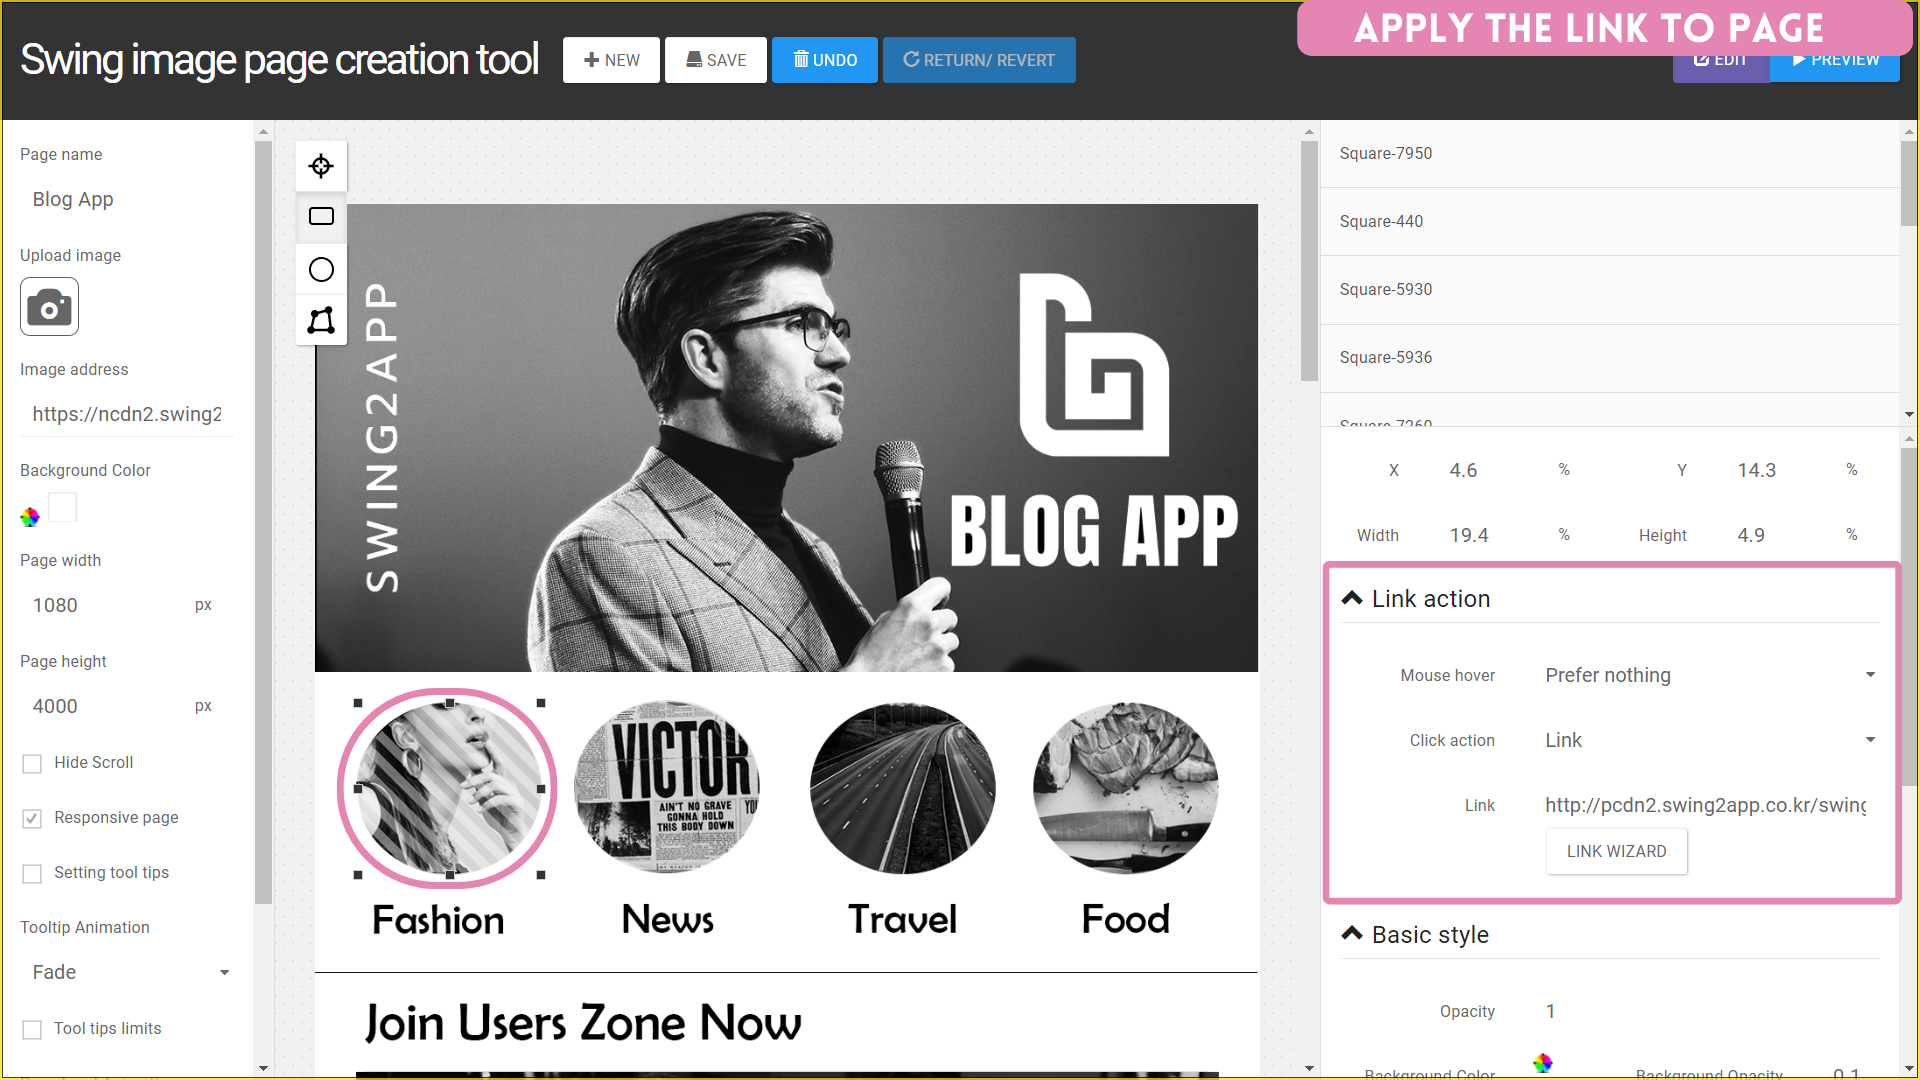 APPLY THE LINK TO PAGE
Swing image page creation tool
NEW
SAVE
UNDO
RETURN/ REVERT
EDIT
PREVIEW
Page name
Blog App
Upload image
Image address
https://ncdn2.swing2
Background Color
Page width
1080 px
Page height
4000 px
Hide Scroll
Responsive page
Setting tool tips
Tooltip Animation
Fade
Tool tips limits
SWING2APP
BLOG APP
VICTOR
AIN'T NO GRAVE
GONNA HOLD
THIS BODY DOWN
Fashion
News
Travel
Food
Join Users Zone Now
Square-7950
Square-440
Square-5930
Square-5936
Square-7260
X 4.6 % Y 14.3 %
Width 19.4 % Height 4.9 %
Link action
Mouse hover Prefer nothing
Click action Link
Link http://pcdn2.swing2app.co.kr/swing
LINK WIZARD
Basic style
Opacity 1
Background Color Background Opacity 0.1